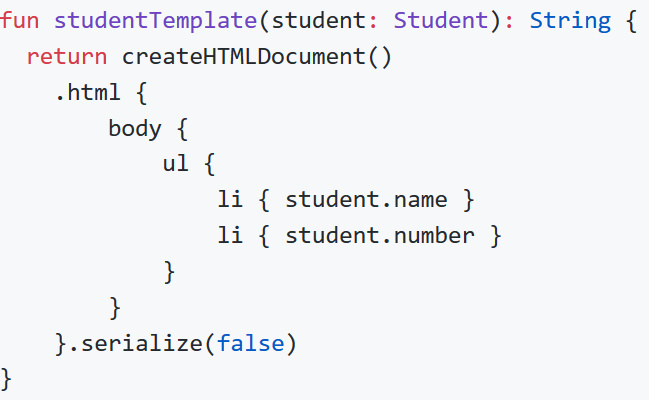 fun studentTemplate(student: Student): String {
  return createHTMLDocument()
    .html {
        body {
            ul {
                li { student.name }
                li { student.number }
            }
        }
    }.serialize(false)
}